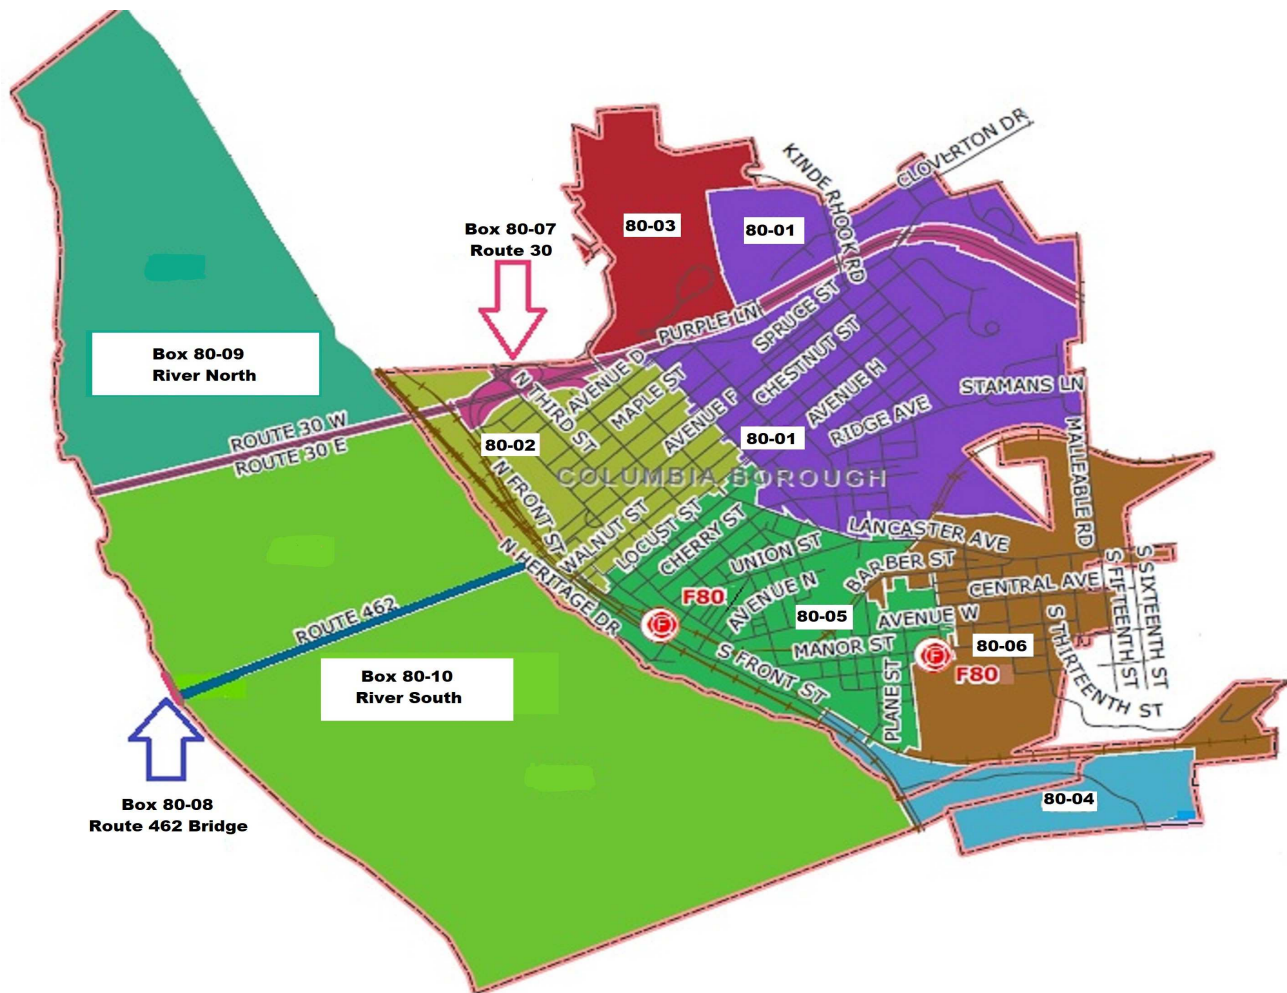 CLOVERTON DR
KINDERHOOK RD
80-03
80-01
Box 80-07
Route 30
PURPLE LN
SPRUCE ST
Box 80-09
River North
AVENUE D
N THIRD ST
MAPLE ST
CHESTNUT ST
AVENUE H
STAMANS LN
AVENUE F
RIDGE AVE
ROUTE 30 W
ROUTE 30 E
80-02
80-01
MALLEABLE RD
COLUMBIA BOROUGH
N FRONT ST
WALNUT ST
LOCUST ST
CHERRY ST
LANCASTER AVE
UNION ST
BARBER ST
N HERITAGE DR
CENTRAL AVE
S FIFTEENTH ST
S SIXTEENTH ST
F80
F
AVENUE N
80-05
AVENUE W
ROUTE 462
MANOR ST
80-06
S THIRTEENTH ST
F
F80
S FRONT ST
PLANE ST
Box 80-10
River South
Box 80-08
Route 462 Bridge
80-04